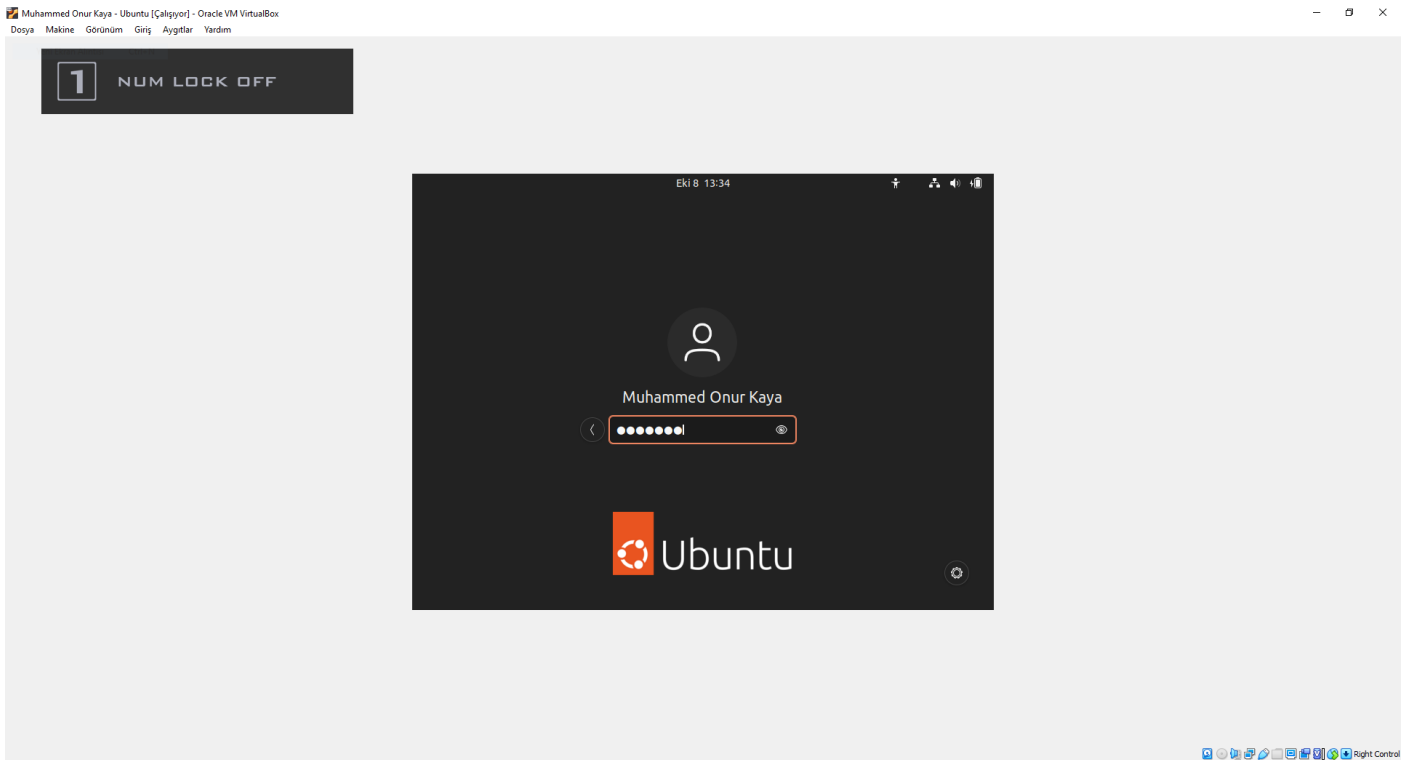 Muhammed Onur Kaya - Ubuntu [Çalışıyor] - Oracle VM VirtualBox
Dosya Makine Görünüm Giriş Aygıtlar Yardım
1 NUM LOCK OFF
Eki 8 13:34
Muhammed Onur Kaya
Ubuntu
Right Control